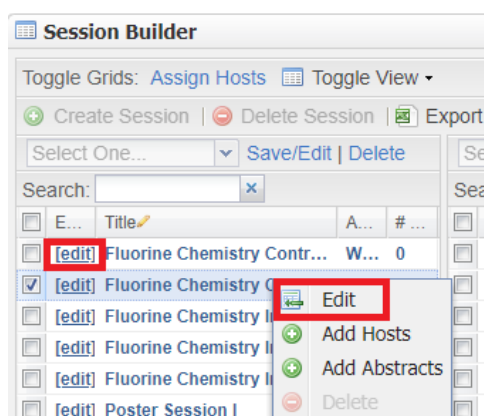 Session Builder
Toggle Grids: Assign Hosts Toggle View
Create Session | Delete Session | Export
Select One... Save/Edit | Delete Se
Search: Sea
E... Title A... # ...
[edit] Fluorine Chemistry Contr... W... 0
[edit] Fluorine Chemistry
Edit
[edit] Fluorine Chemistry
Add Hosts
[edit] Fluorine Chemistry
Add Abstracts
[edit] Fluorine Chemistry
Delete
[edit] Poster Session I